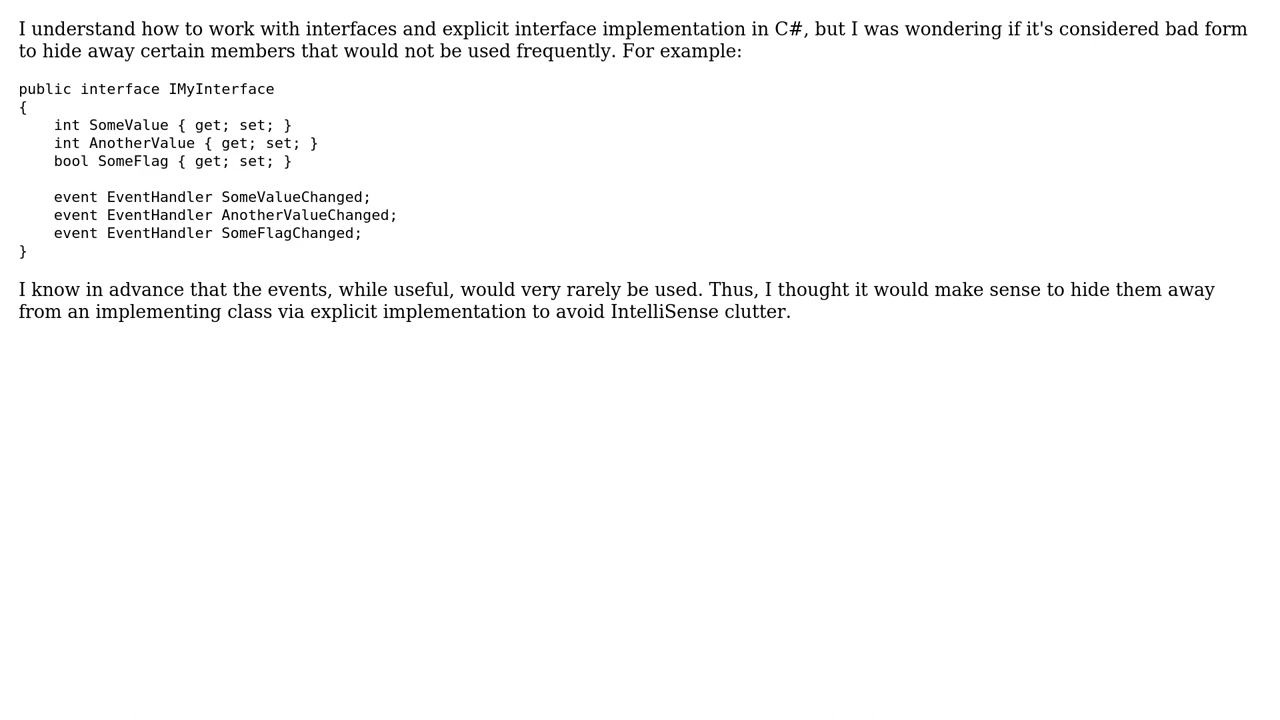 I understand how to work with interfaces and explicit interface implementation in C#, but I was wondering if it's considered bad form
to hide away certain members that would not be used frequently. For example:
public interface IMyInterface
{
    int SomeValue { get; set; }
    int AnotherValue { get; set; }
    bool SomeFlag { get; set; }

    event EventHandler SomeValueChanged;
    event EventHandler AnotherValueChanged;
    event EventHandler SomeFlagChanged;
}
I know in advance that the events, while useful, would very rarely be used. Thus, I thought it would make sense to hide them away
from an implementing class via explicit implementation to avoid IntelliSense clutter.